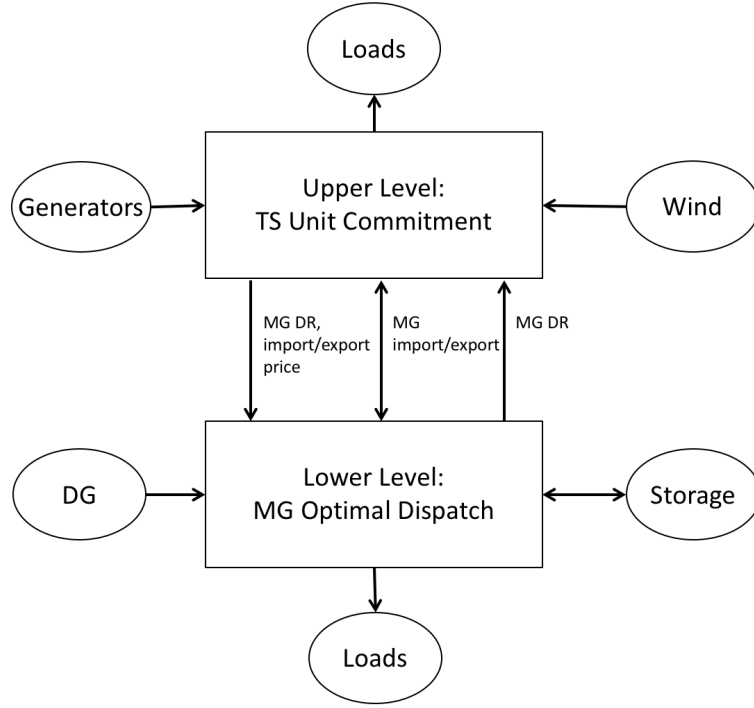 Loads
Generators
Upper Level:
TS Unit Commitment
Wind
MG DR,
import/export
price
MG
import/export
MG DR
DG
Lower Level:
MG Optimal Dispatch
Storage
Loads